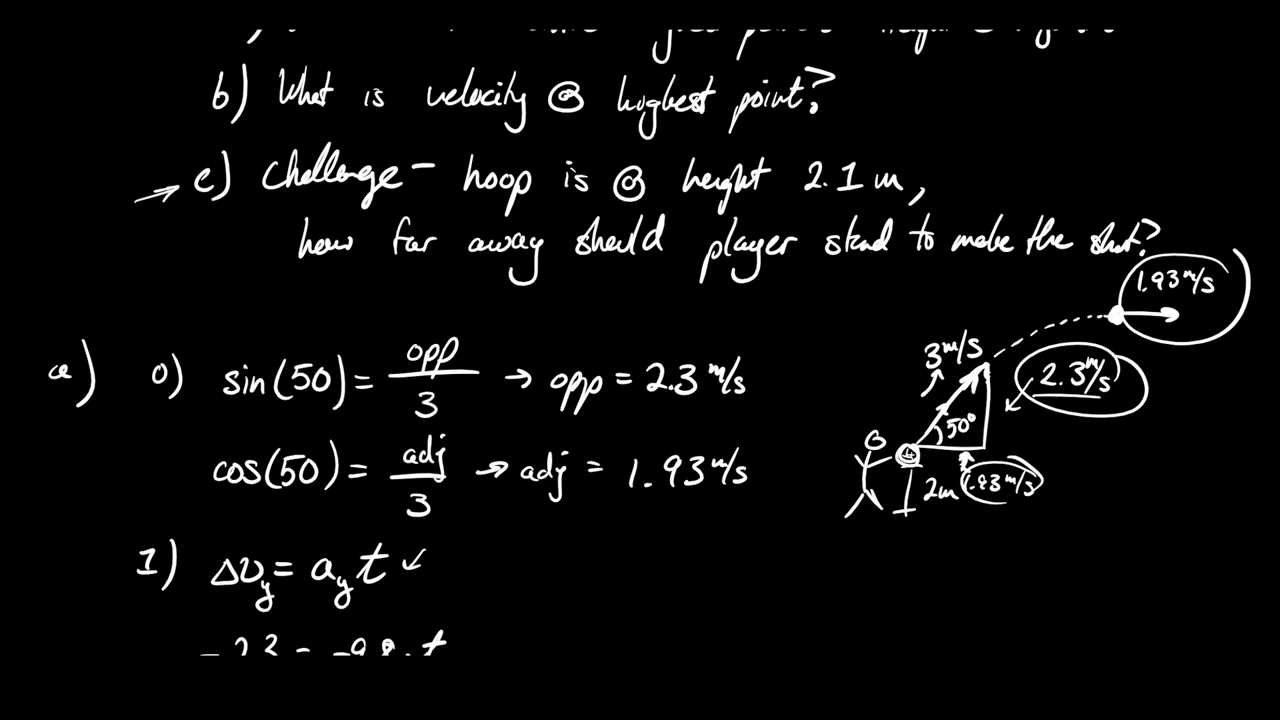 b) What is velocity @ highest point?
→ c) Challenge - hoop is @ height 2.1 m,
how far away should player stand to make the shot?
1.93 m/s
a) 0) sin(50) = opp/3 → opp = 2.3 m/s
3 m/s
2.3 m/s
50°
cos(50) = adj/3 → adj = 1.93 m/s
2m 1.93 m/s
1) Δv_y = a_y t